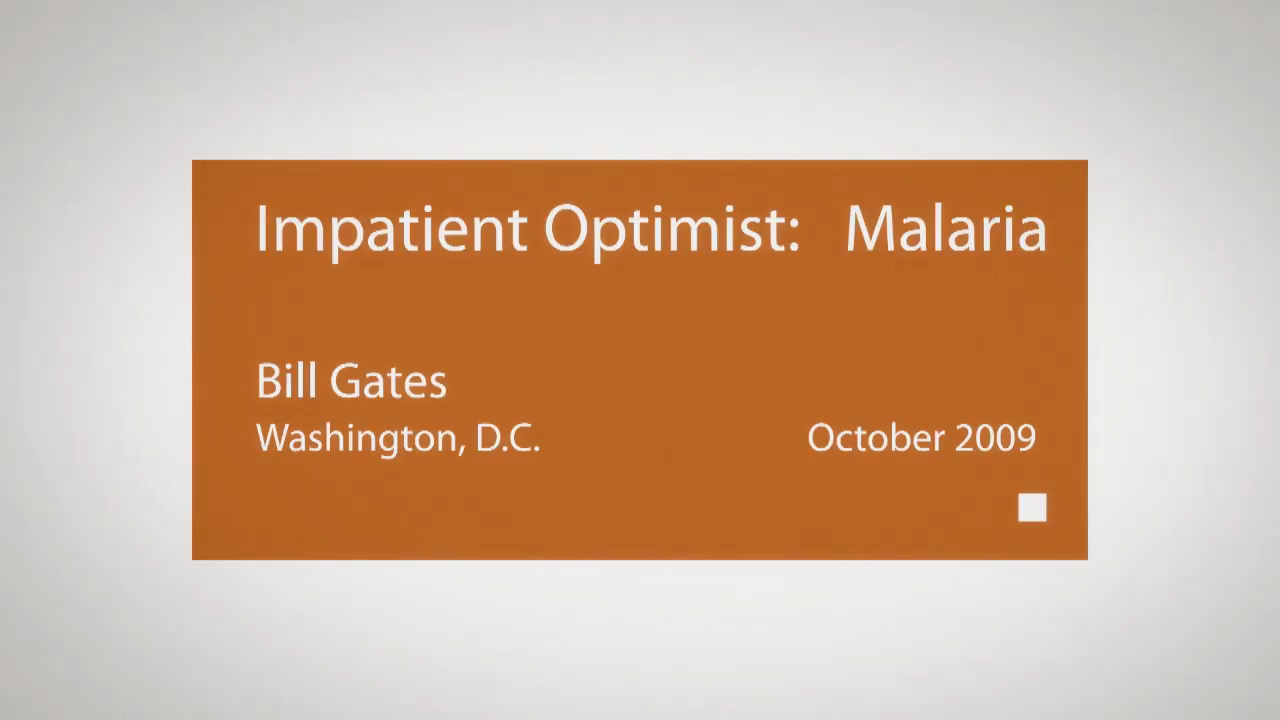 Impatient Optimist: Malaria
Bill Gates
Washington, D.C. October 2009